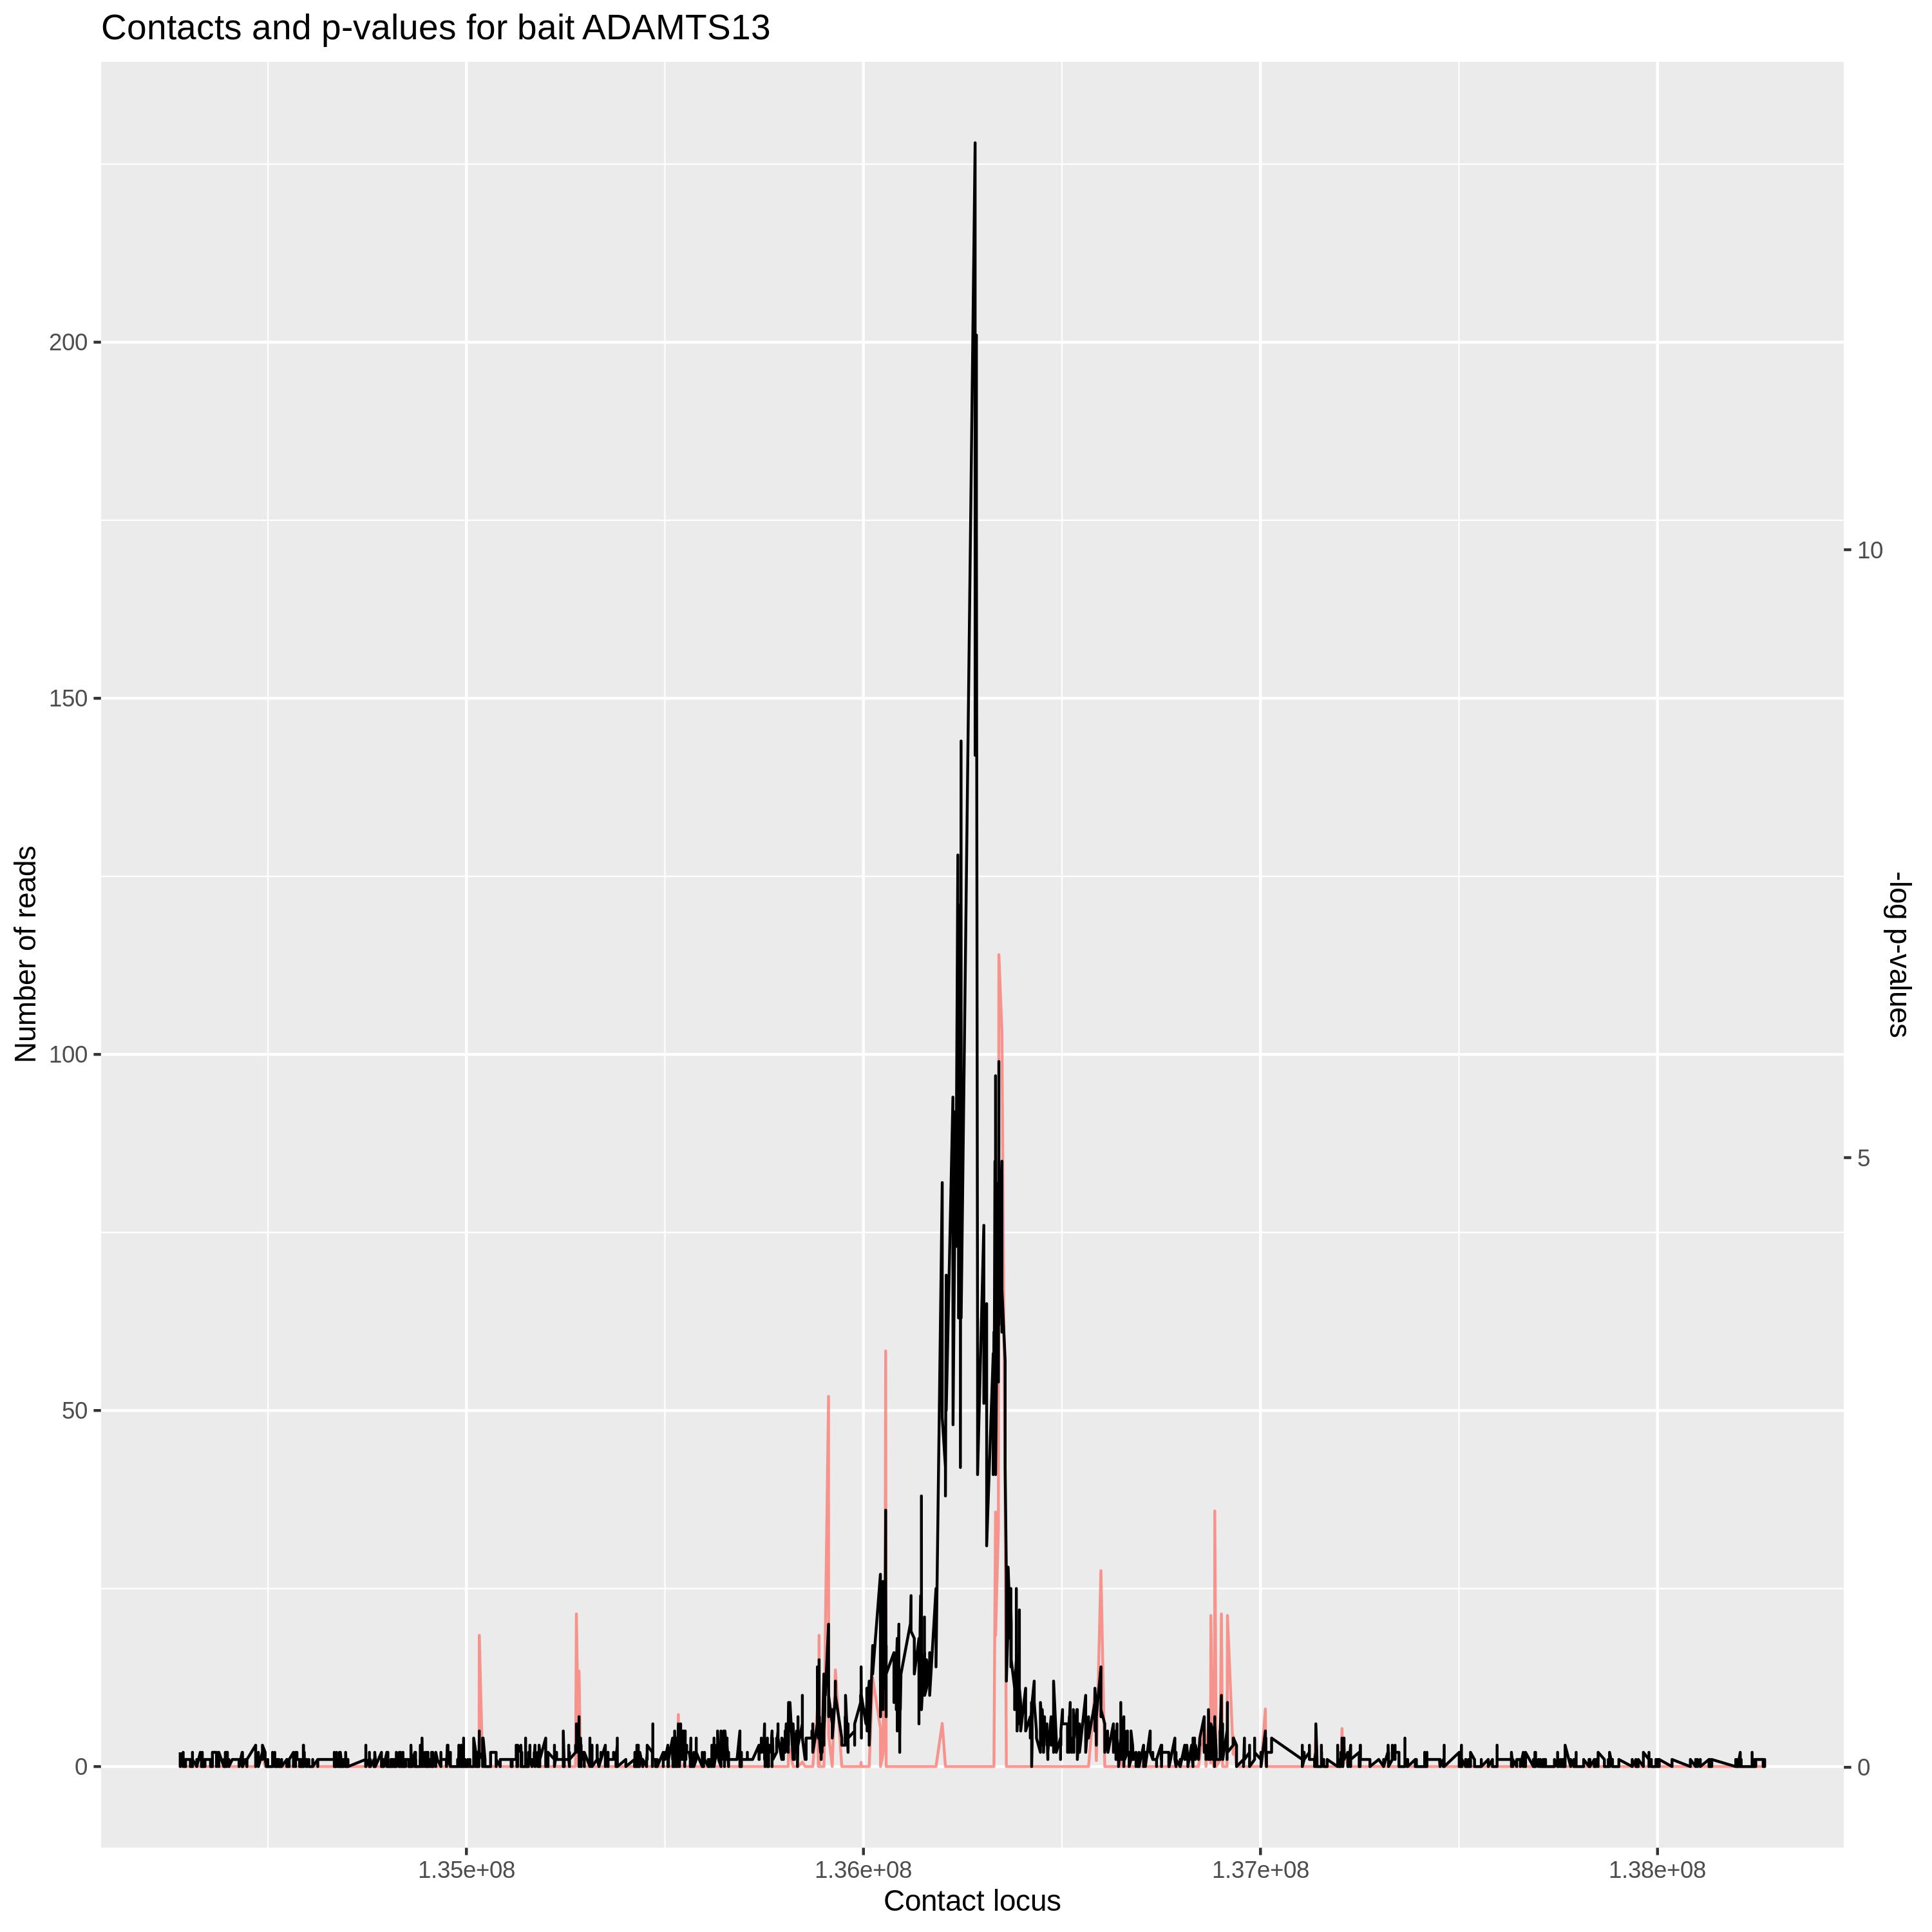 Contacts and p-values for bait ADAMTS13
Number of reads
200
150
100
50
0
10
5
0
-log p-values
1.35e+08
1.36e+08
1.37e+08
1.38e+08
Contact locus